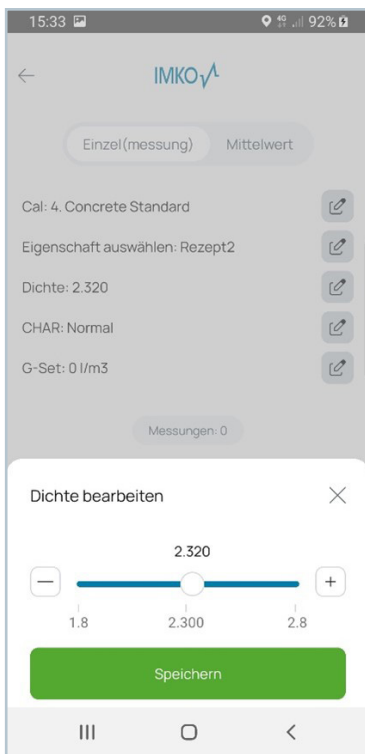 15:33 4G 92%
IMKO
Einzel(messung) Mittelwert
Cal: 4. Concrete Standard
Eigenschaft auswählen: Rezept2
Dichte: 2.320
CHAR: Normal
G-Set: 0 l/m3
Messungen: 0
Dichte bearbeiten
2.320
1.8 2.300 2.8
Speichern